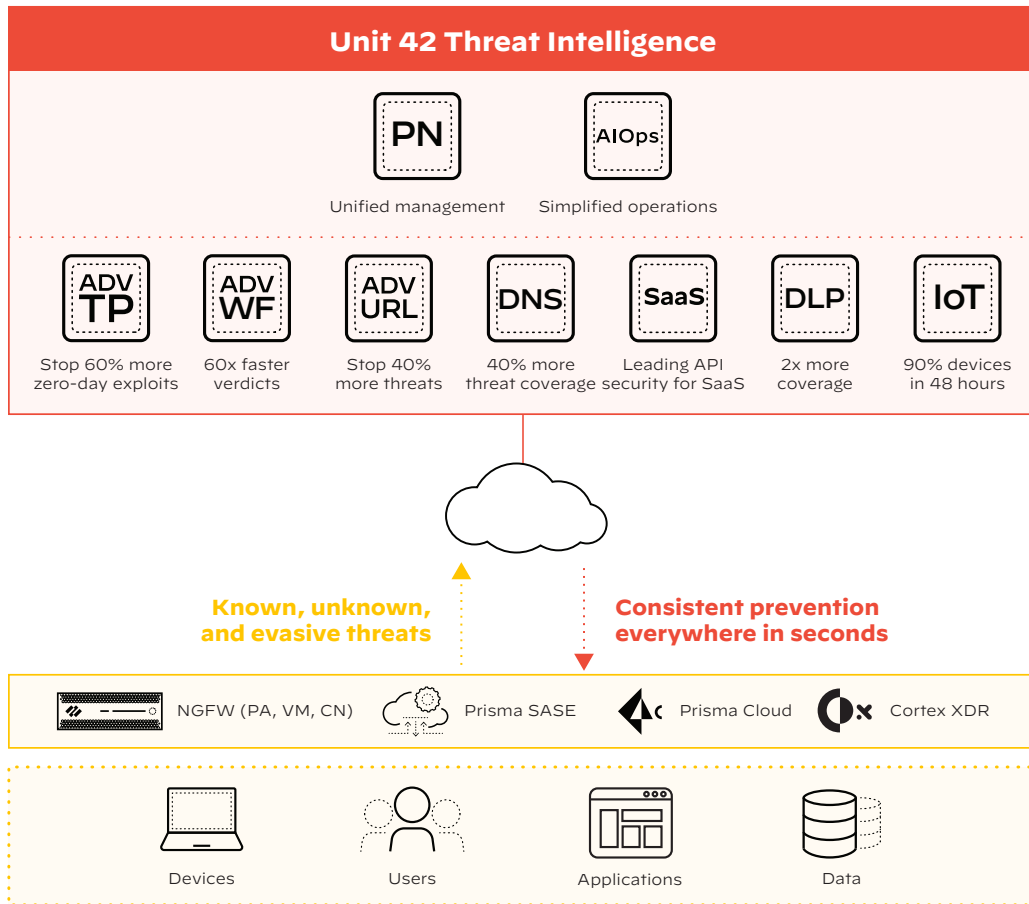 Unit 42 Threat Intelligence
PN
AIOps
Unified management
Simplified operations
ADV
TP
ADV
WF
ADV
URL
DNS
SaaS
DLP
IoT
Stop 60% more
zero-day exploits
60x faster
verdicts
Stop 40%
more threats
40% more
threat coverage
Leading API
security for SaaS
2x more
coverage
90% devices
in 48 hours
Known, unknown,
and evasive threats
Consistent prevention
everywhere in seconds
NGFW (PA, VM, CN)
Prisma SASE
Prisma Cloud
Cortex XDR
Devices
Users
Applications
Data